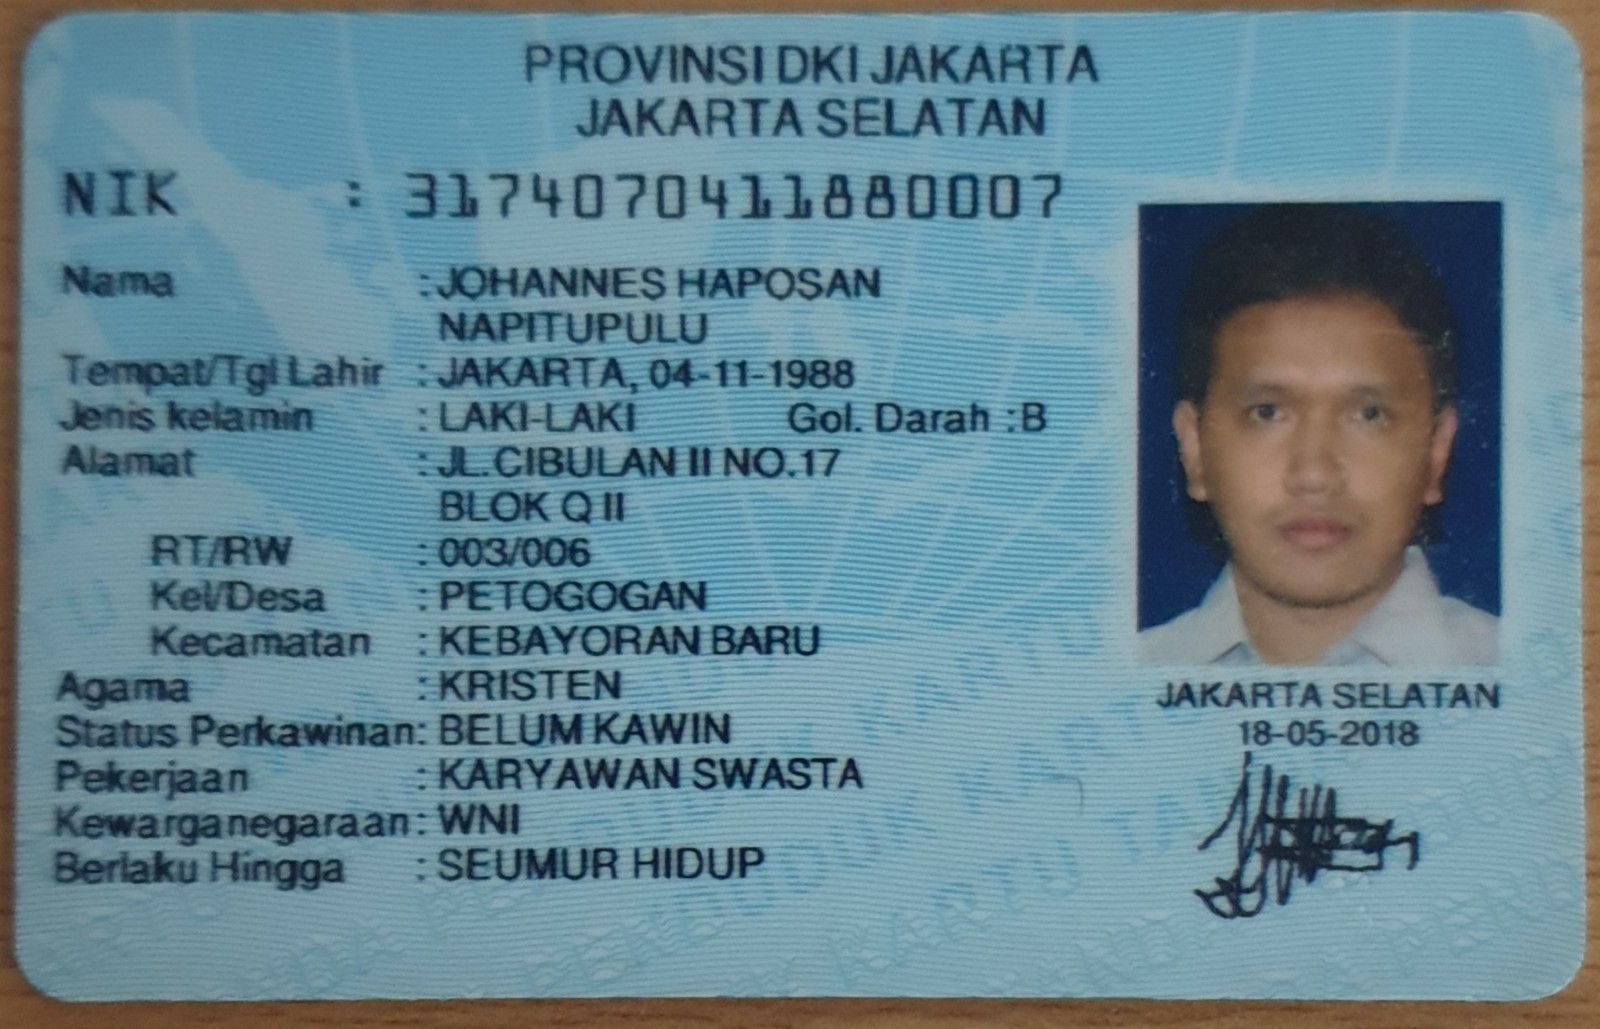 PROVINSI DKI JAKARTA
JAKARTA SELATAN
NIK : 3174070411880007
Nama : JOHANNES HAPOSAN
NAPITUPULU
Tempat/Tgl Lahir : JAKARTA, 04-11-1988
Jenis kelamin : LAKI-LAKI Gol. Darah : B
Alamat : JL.CIBULAN II NO.17
BLOK Q II
RT/RW : 003/006
Kel/Desa : PETOGOGAN
Kecamatan : KEBAYORAN BARU
Agama : KRISTEN
Status Perkawinan : BELUM KAWIN
Pekerjaan : KARYAWAN SWASTA
Kewarganegaraan : WNI
Berlaku Hingga : SEUMUR HIDUP
JAKARTA SELATAN
18-05-2018